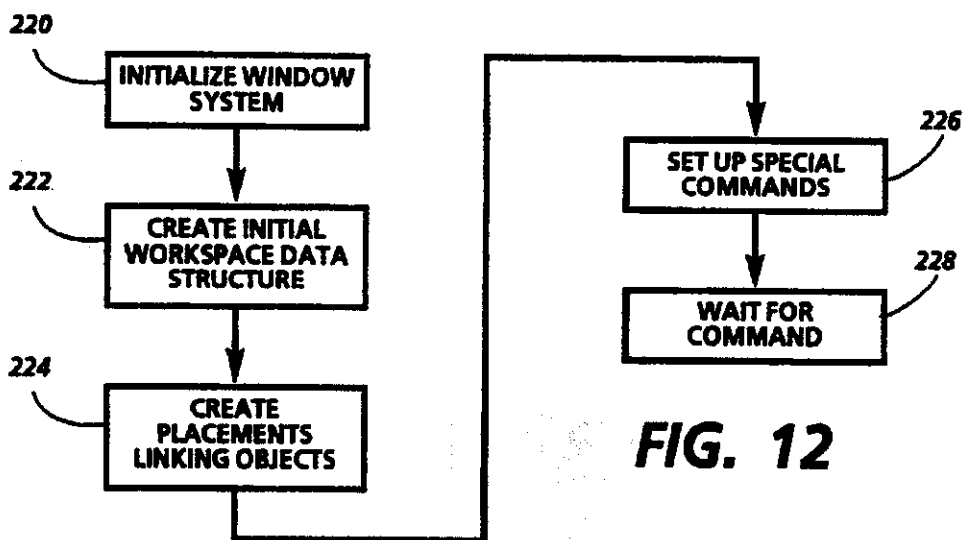 220
INITIALIZE WINDOW
SYSTEM
222
CREATE INITIAL
WORKSPACE DATA
STRUCTURE
224
CREATE
PLACEMENTS
LINKING OBJECTS
226
SET UP SPECIAL
COMMANDS
228
WAIT FOR
COMMAND
FIG. 12